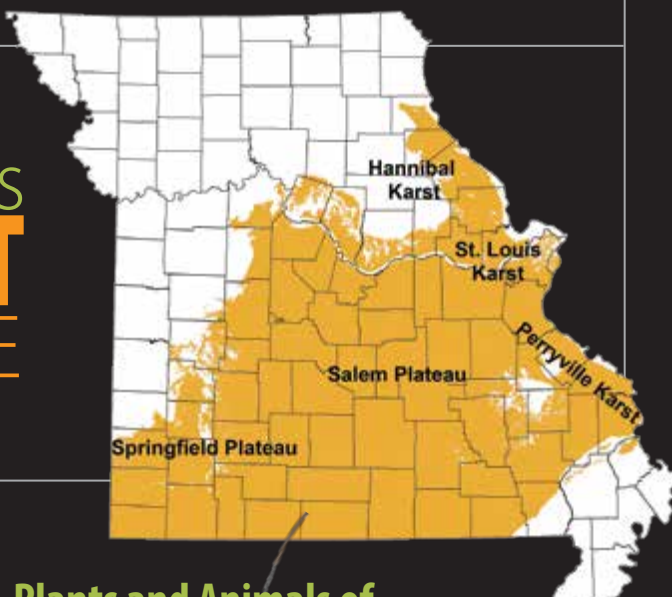 S
T
E
Hannibal
Karst
St. Louis
Karst
Perryville Karst
Salem Plateau
Springfield Plateau
Plants and Animals of